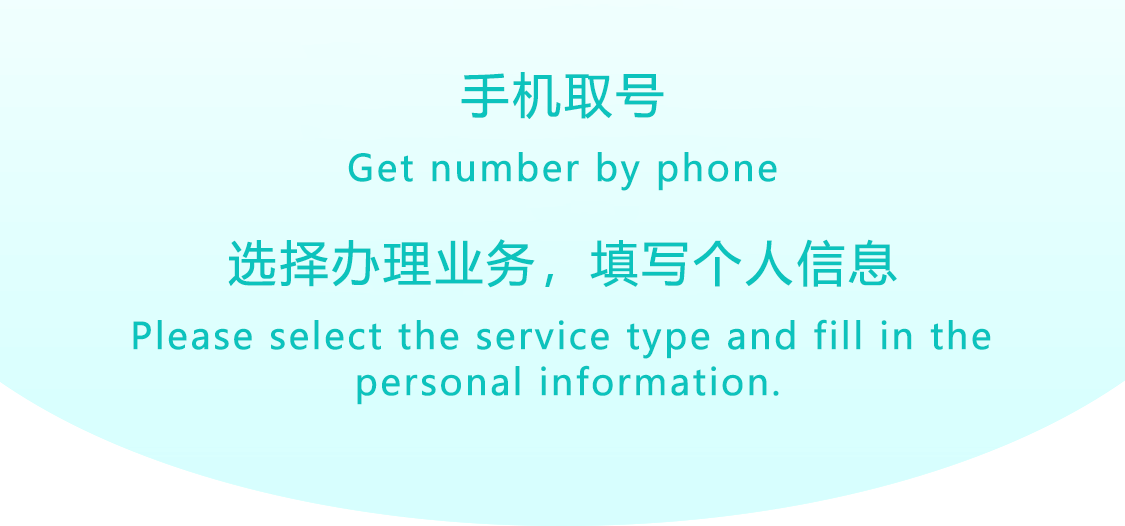 手机取号
Get number by phone
选择办理业务，填写个人信息
Please select the service type and fill in the
personal information.